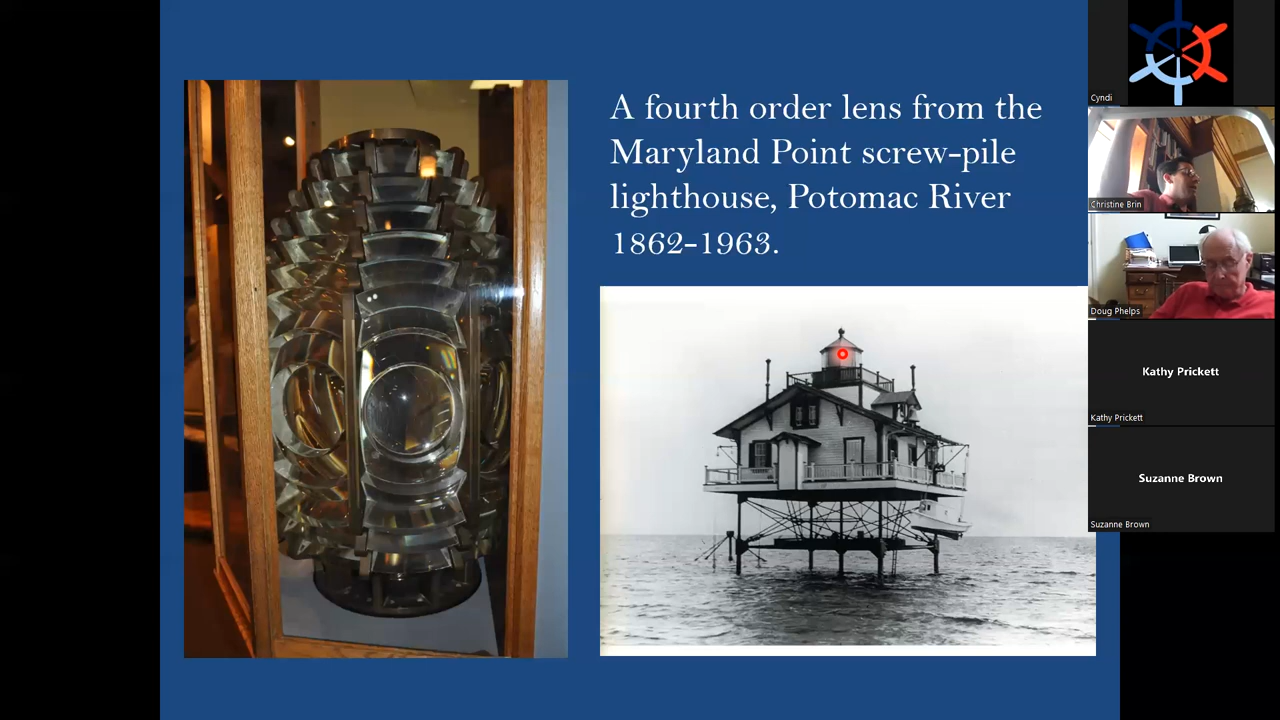 A fourth order lens from the
Maryland Point screw-pile
lighthouse, Potomac River
1862-1963.
Cyndi
Christine Brin
Doug Phelps
Kathy Prickett
Kathy Prickett
Suzanne Brown
Suzanne Brown